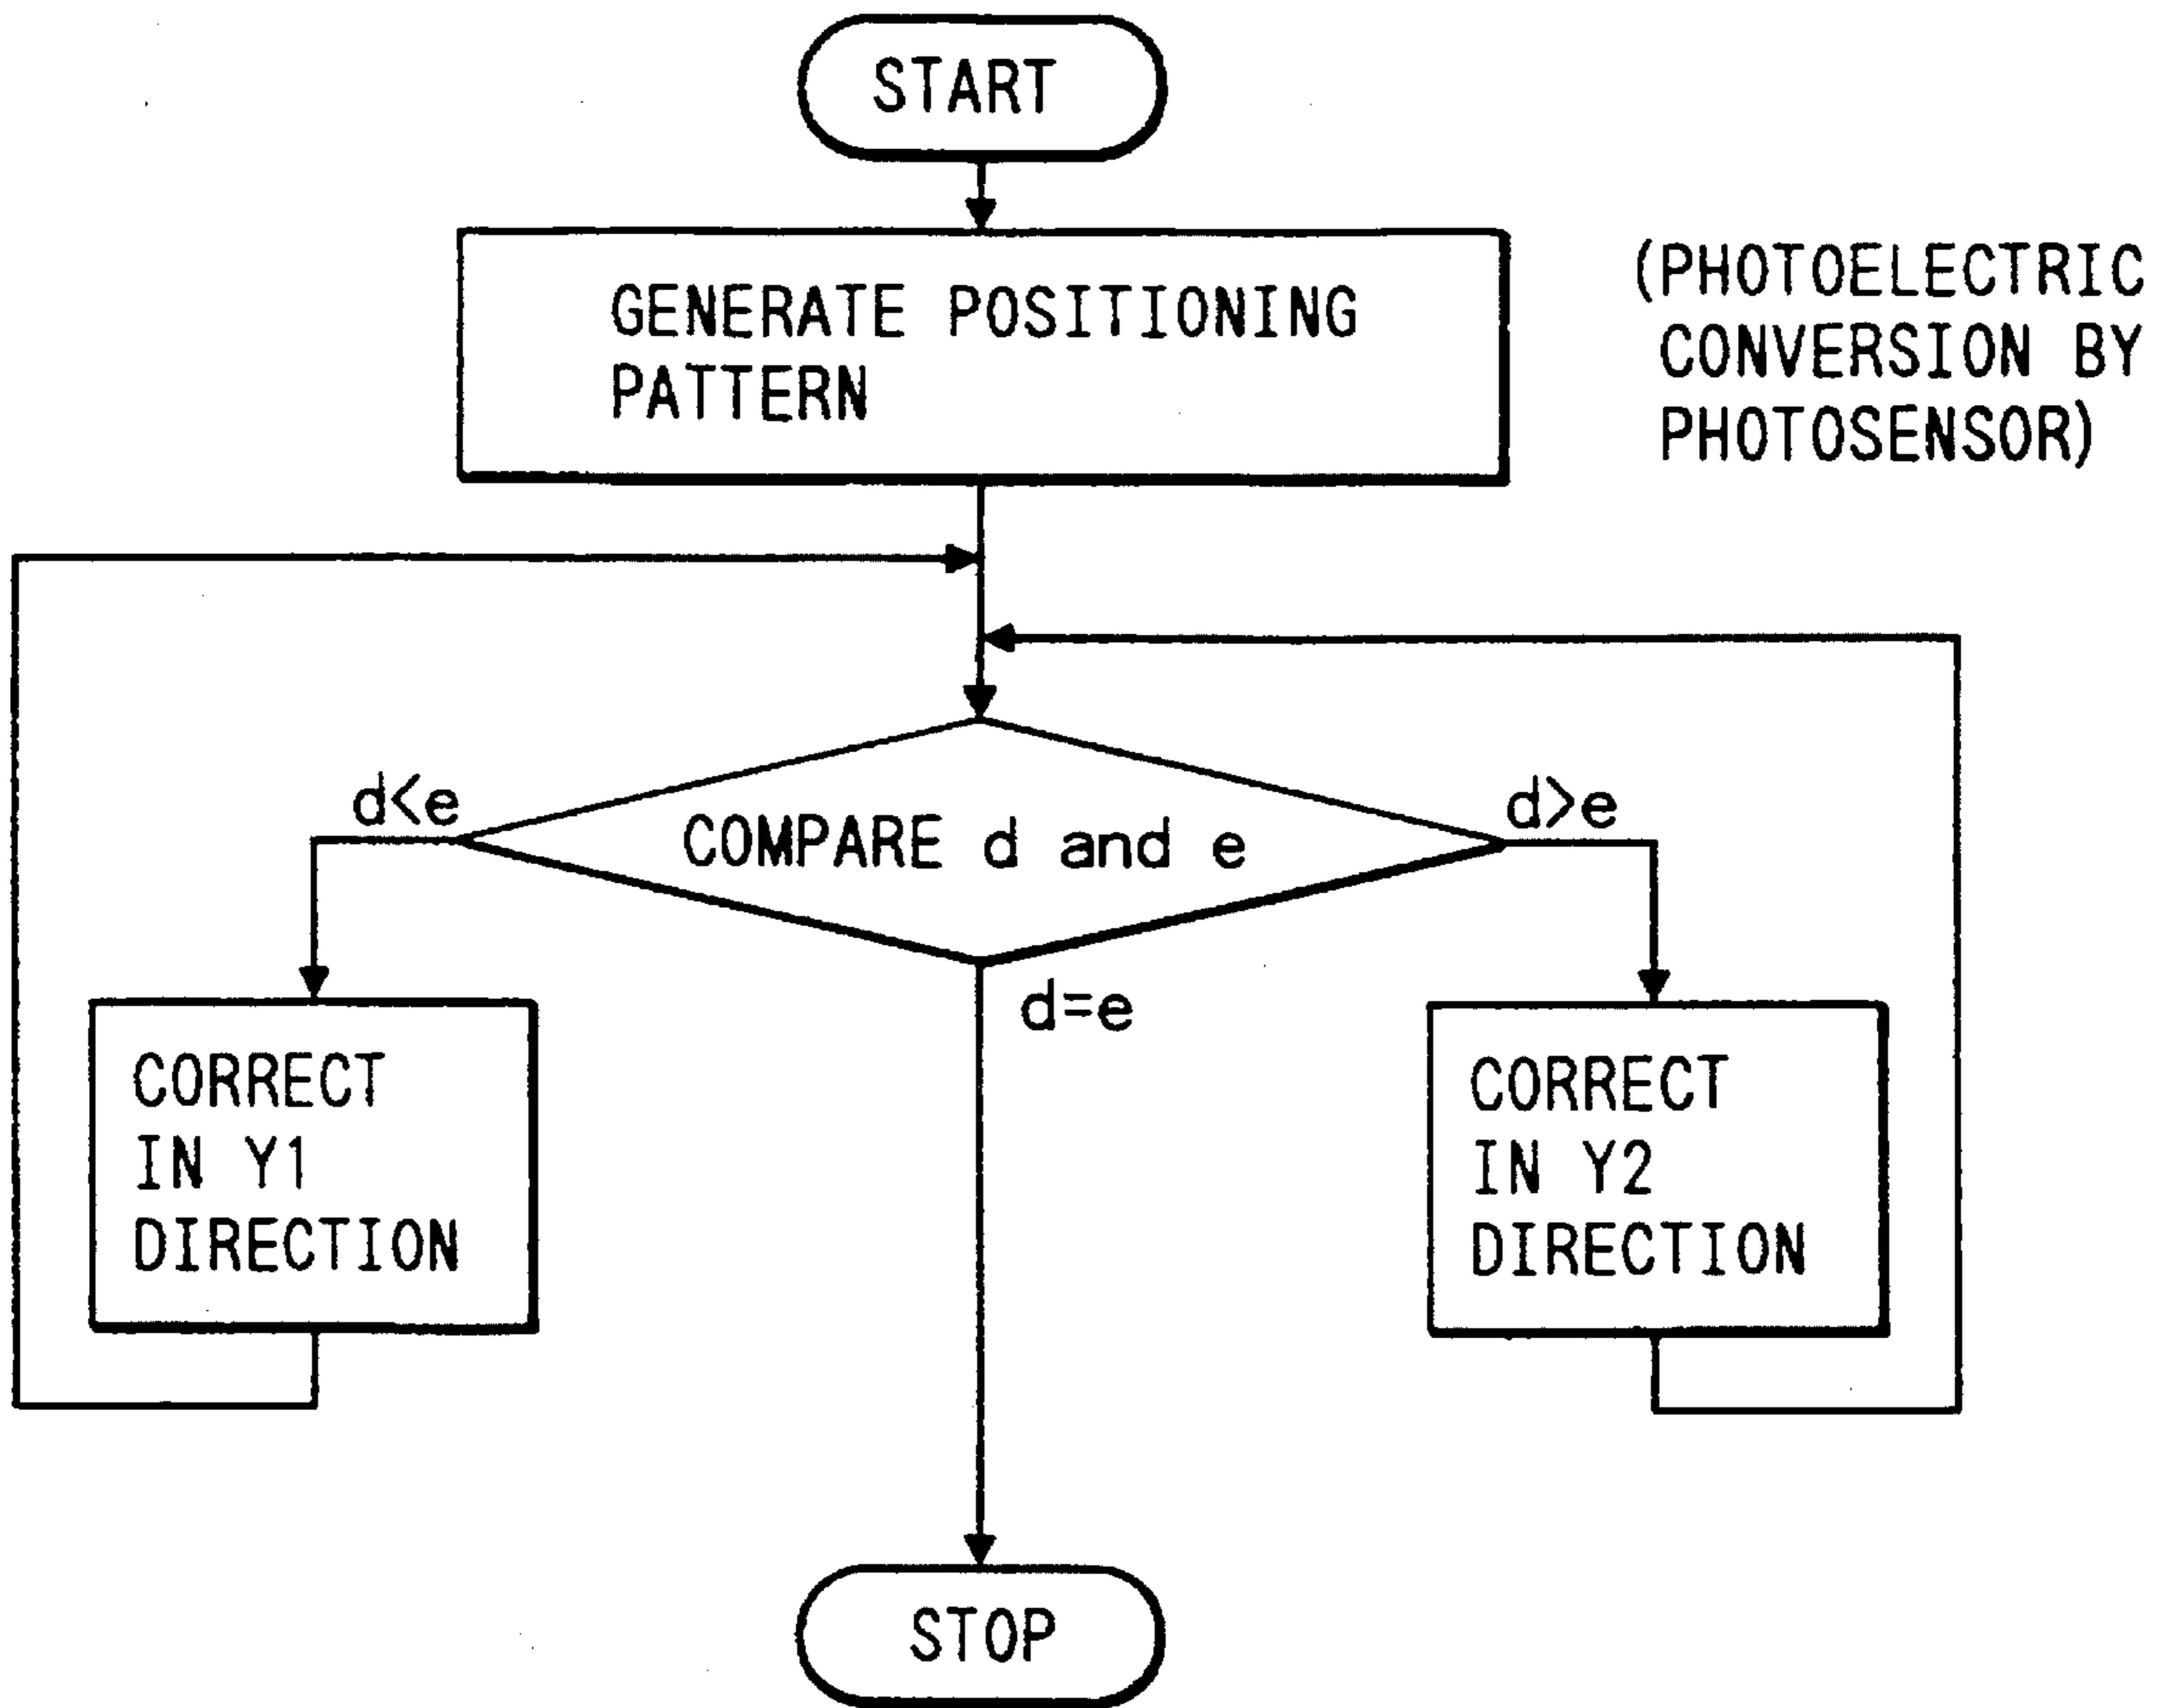 START
GENERATE POSITIONING
PATTERN
(PHOTOELECTRIC
CONVERSION BY
PHOTOSENSOR)
d<e
COMPARE d and e
d>e
d=e
CORRECT
IN Y1
DIRECTION
CORRECT
IN Y2
DIRECTION
STOP